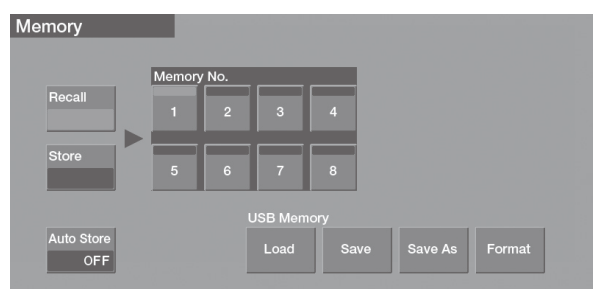 Memory
Memory No.
Recall
1 2 3 4
Store
5 6 7 8
USB Memory
Auto Store
OFF
Load Save Save As Format